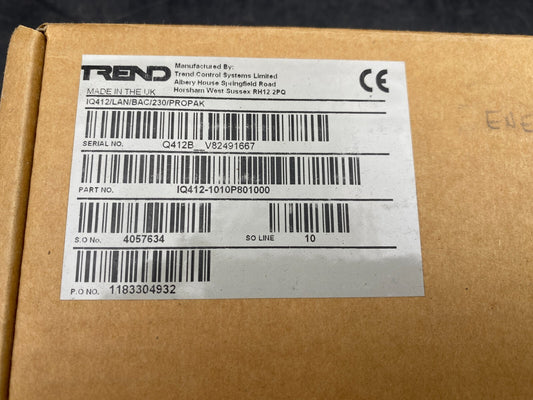 TREND
Manufactured By:
Trend Control Systems Limited
Albery House Springfield Road
Horsham West Sussex RH12 2PQ
CE
MADE IN THE UK
IQ412/LAN/BAC/230/PROPAK
SERIAL NO. Q412B__V82491667
PART NO. IQ412-1010P801000
S.O No. 4057634 SO LINE 10
P.O NO. 1183304932